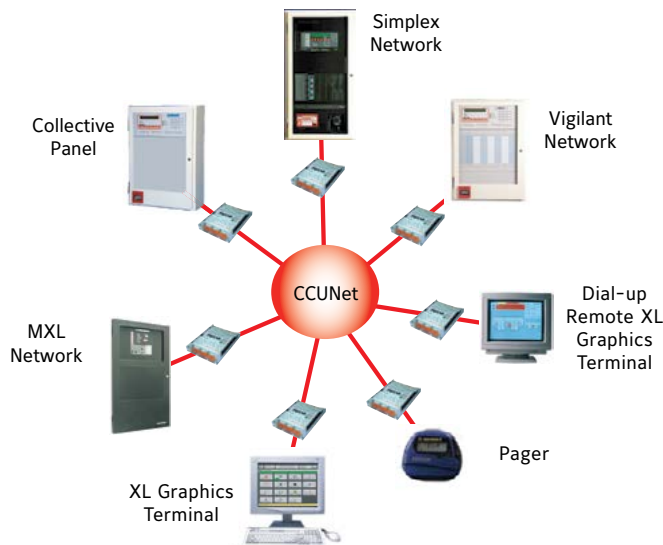 Simplex
Network
Collective
Panel
Vigilant
Network
CCUNet
Dial-up
Remote XL
Graphics
Terminal
MXL
Network
Pager
XL Graphics
Terminal